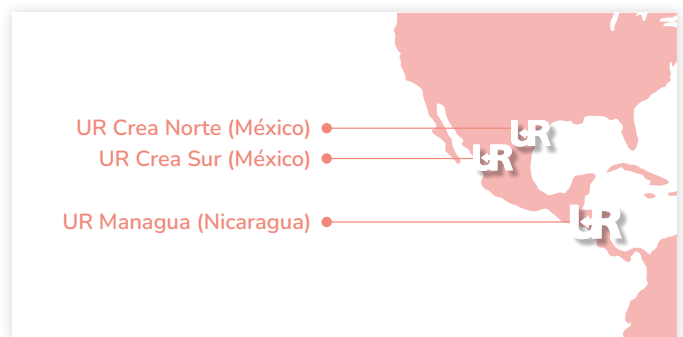 UR Crea Norte (México)
UR
UR Crea Sur (México)
UR
UR Managua (Nicaragua)
UR